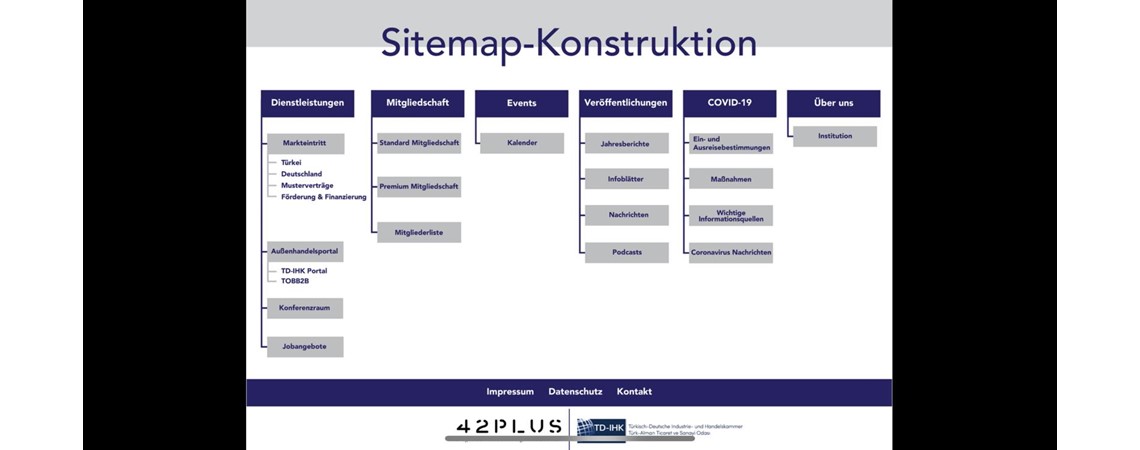 Sitemap-Konstruktion
Dienstleistungen
Markteintritt
Türkei
Deutschland
Musterverträge
Förderung & Finanzierung
Außenhandelsportal
TD-IHK Portal
TOBB2B
Konferenzraum
Jobangebote
Mitgliedschaft
Standard Mitgliedschaft
Premium Mitgliedschaft
Mitgliederliste
Events
Kalender
Veröffentlichungen
Jahresberichte
Infoblätter
Nachrichten
Podcasts
COVID-19
Ein- und
Ausreisebestimmungen
Maßnahmen
Wichtige
Informationsquellen
Coronavirus Nachrichten
Über uns
Institution
Impressum Datenschutz Kontakt
42PLUS
TD-IHK
Türkisch-Deutsche Industrie- und Handelskammer
Türk-Alman Ticaret ve Sanayi Odası